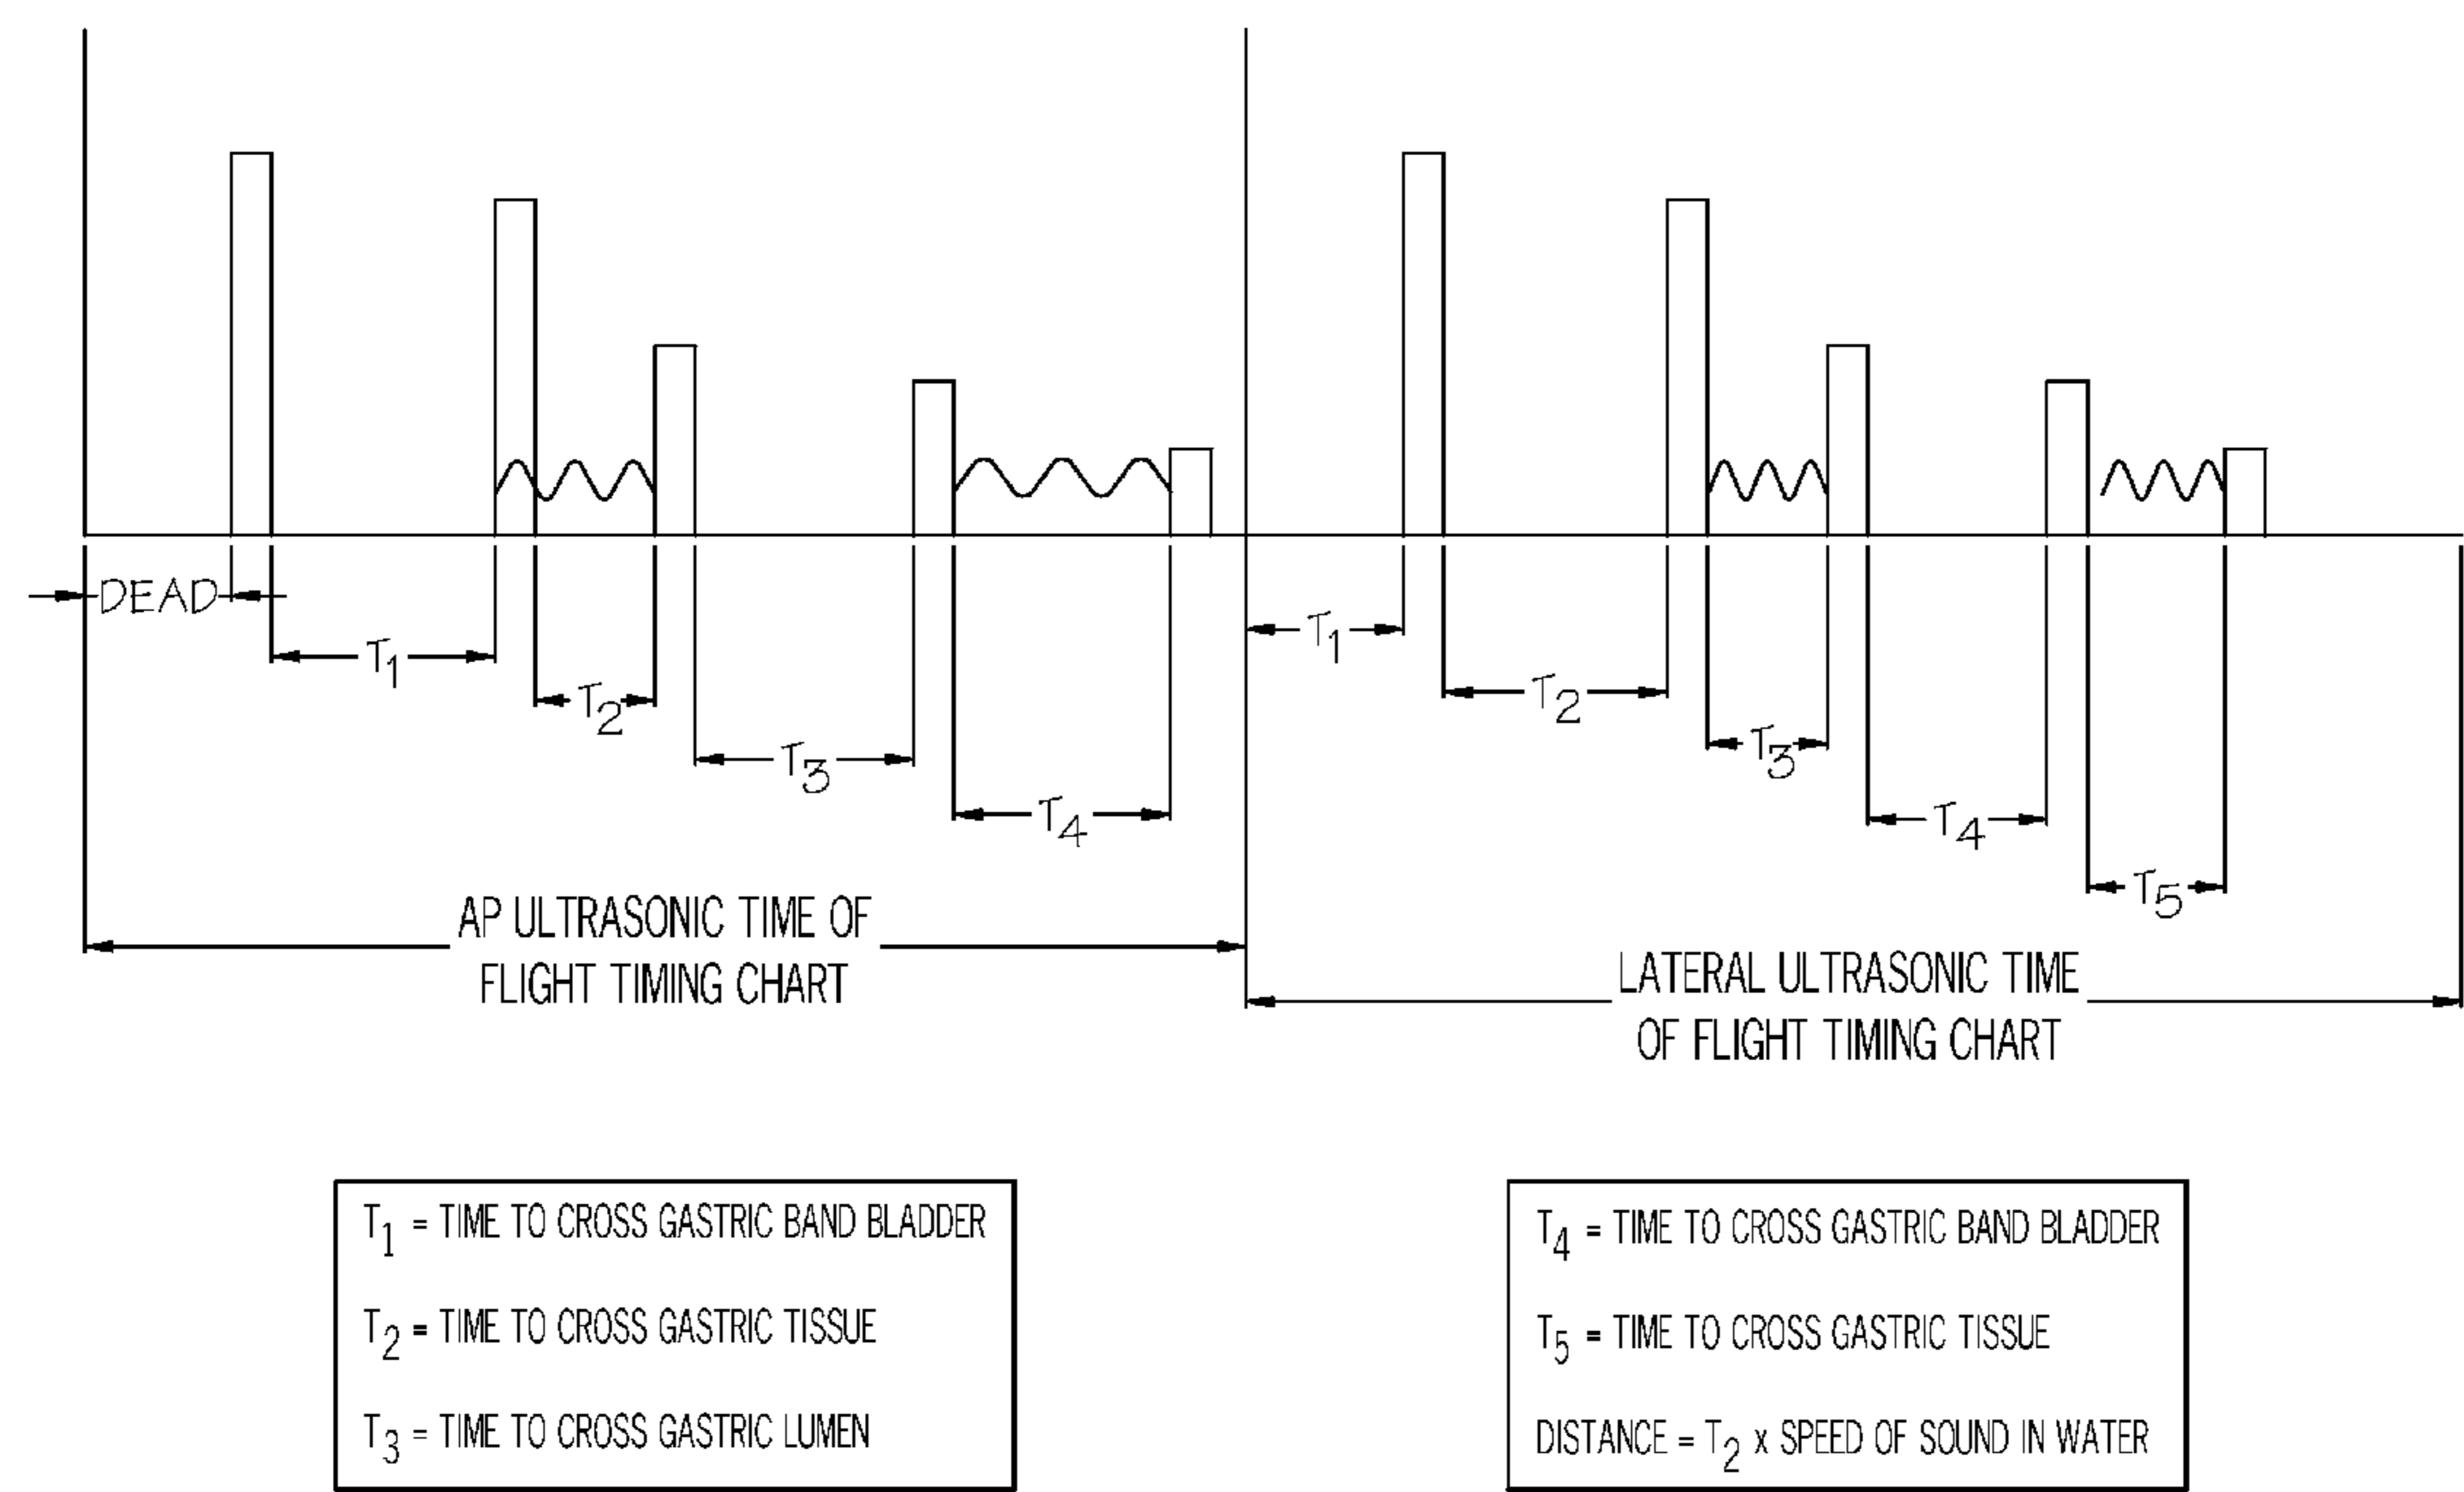 DEAD
T1
T2
T3
T4
T1
T2
T3
T4
T5
AP ULTRASONIC TIME OF
FLIGHT TIMING CHART
LATERAL ULTRASONIC TIME
OF FLIGHT TIMING CHART
T1 = TIME TO CROSS GASTRIC BAND BLADDER
T2 = TIME TO CROSS GASTRIC TISSUE
T3 = TIME TO CROSS GASTRIC LUMEN
T4 = TIME TO CROSS GASTRIC BAND BLADDER
T5 = TIME TO CROSS GASTRIC TISSUE
DISTANCE = T2 x SPEED OF SOUND IN WATER